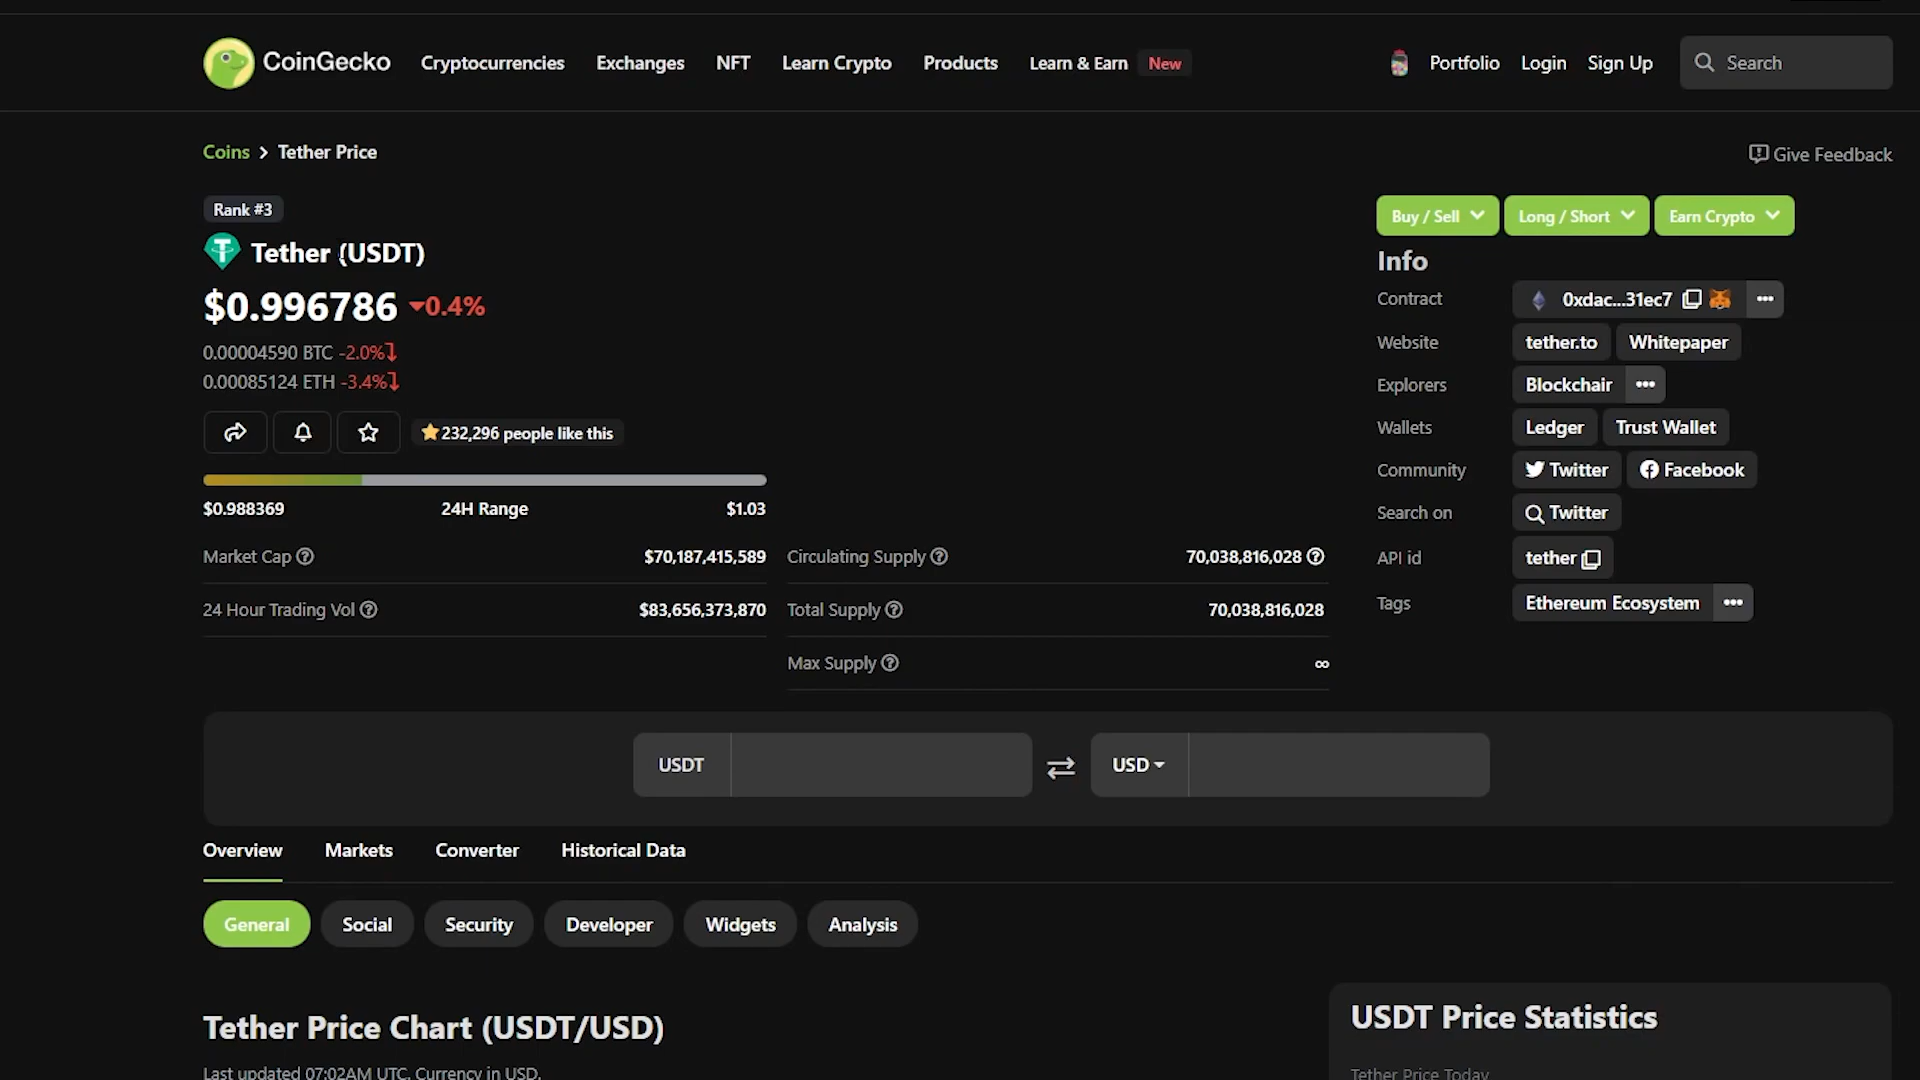 CoinGecko Cryptocurrencies Exchanges NFT Learn Crypto Products Learn & Earn New Portfolio Login Sign Up Search
Coins > Tether Price
Give Feedback
Rank #3
Tether (USDT)
$0.996786 0.4%
0.00004590 BTC -2.0%
0.00085124 ETH -3.4%
232,296 people like this
$0.988369 24H Range $1.03
Market Cap $70,187,415,589
24 Hour Trading Vol $83,656,373,870
Circulating Supply 70,038,816,028
Total Supply 70,038,816,028
Max Supply ∞
Buy / Sell Long / Short Earn Crypto
Info
Contract 0xdac...31ec7
Website tether.to Whitepaper
Explorers Blockchair
Wallets Ledger Trust Wallet
Community Twitter Facebook
Search on Twitter
API id tether
Tags Ethereum Ecosystem
USDT USD
Overview Markets Converter Historical Data
General Social Security Developer Widgets Analysis
Tether Price Chart (USDT/USD)
Last updated 07:02AM UTC. Currency in USD.
USDT Price Statistics
Tether Price Today